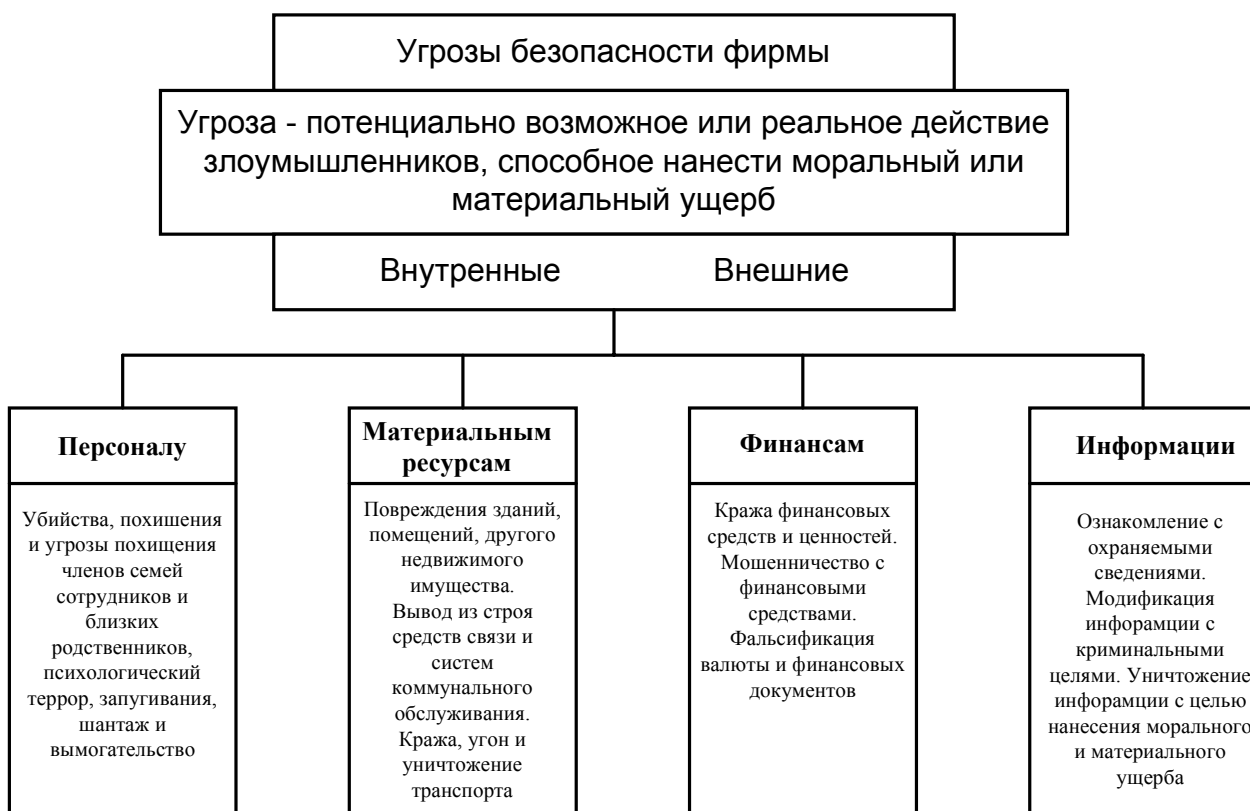 Угрозы безопасности фирмы
Угроза - потенциально возможное или реальное действие
злоумышленников, способное нанести моральный или
материальный ущерб
Внутренные Внешние
Персоналу
Убийства, похишения
и угрозы похищения
членов семей
сотрудников и
близких
родственников,
психологический
террор, запугивания,
шантаж и
вымогательство
Материальным
ресурсам
Повреждения зданий,
помещений, другого
недвижимого
имущества.
Вывод из строя
средств связи и
систем
коммунального
обслуживания.
Кража, угон и
уничтожение
транспорта
Финансам
Кража финансовых
средств и ценностей.
Мошенничество с
финансовыми
средствами.
Фальсификация
валюты и финансовых
документов
Информации
Ознакомление с
охраняемыми
сведениями.
Модификация
инфорамции с
криминальными
целями. Уничтожение
инфорамции с целью
нанесения морального
и материального
ущерба